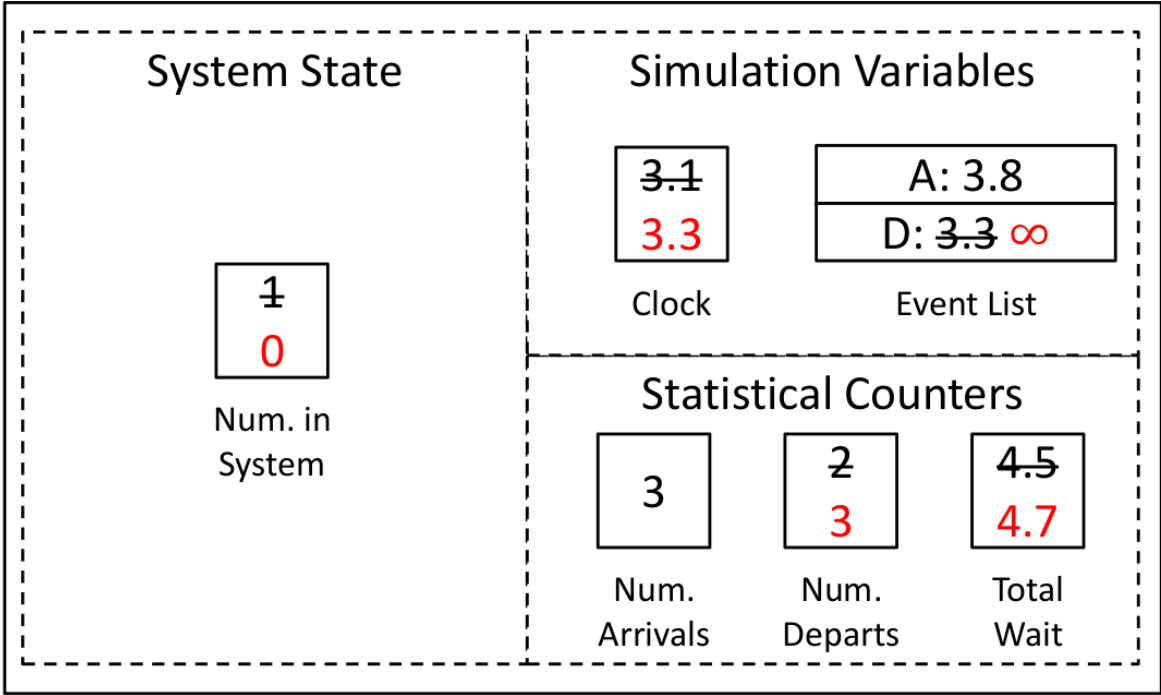 System State
1
0
Num. in
System
Simulation Variables
3.1
3.3
Clock
A: 3.8
D: 3.3 ∞
Event List
Statistical Counters
3
Num.
Arrivals
2
3
Num.
Departs
4.5
4.7
Total
Wait